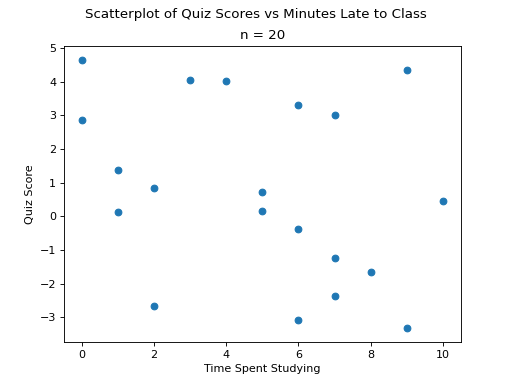 Scatterplot of Quiz Scores vs Minutes Late to Class
n = 20
5
4
3
2
1
0
−1
−2
−3
Quiz Score
0 2 4 6 8 10
Time Spent Studying